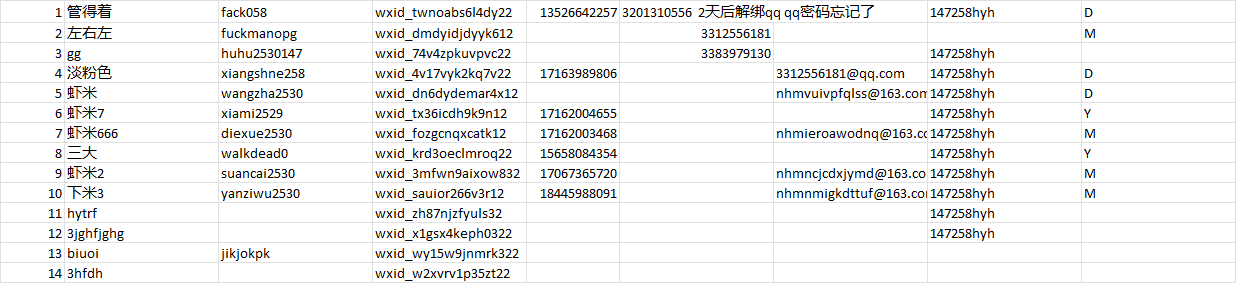 1 管得着 fack058 wxid_twnoabs6l4dy22 13526642257 3201310556 2天后解绑qq qq密码忘记了 147258hyh D
2 左右左 fuckmanopg wxid_dmdyidjdyyk612 3312556181 M
3 gg huhu2530147 wxid_74v4zpkuvpvc22 3383979130 147258hyh
4 淡粉色 xiangshne258 wxid_4v17vyk2kq7v22 17163989806 3312556181@qq.com 147258hyh D
5 虾米 wangzha2530 wxid_dn6dydemar4x12 nhmvuivpfqlss@163.com 147258hyh D
6 虾米7 xiami2529 wxid_tx36icdh9k9n12 17162004655 147258hyh Y
7 虾米666 diexue2530 wxid_fozgcnqxcatk12 17162003468 nhmieroawodnq@163.co 147258hyh M
8 三大 walkdead0 wxid_krd3oeclmroq22 15658084354 147258hyh Y
9 虾米2 suancai2530 wxid_3mfwn9aixow832 17067365720 nhmncjcdxjymd@163.co 147258hyh M
10 下米3 yanziwu2530 wxid_sauior266v3r12 18445988091 nhmnmigkdttuf@163.con 147258hyh M
11 hytrf wxid_zh87njzfyuls32 147258hyh
12 3jghfjghg wxid_x1gsx4keph0322 147258hyh
13 biuoi jikjokpk wxid_wy15w9jnmrk322
14 3hfdh wxid_w2xvrv1p35zt22